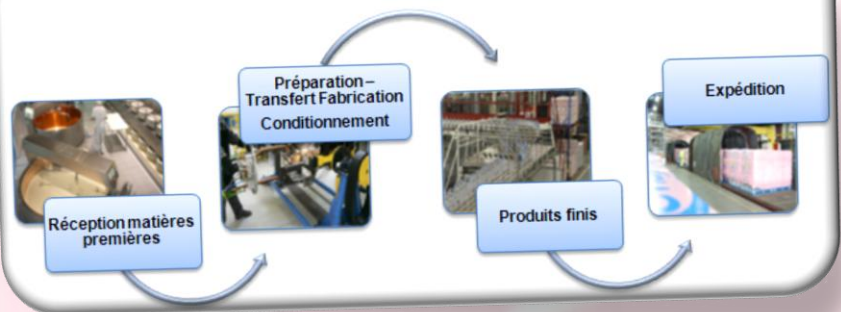 Réception matières
premières
Préparation –
Transfert Fabrication
Conditionnement
Produits finis
Expédition